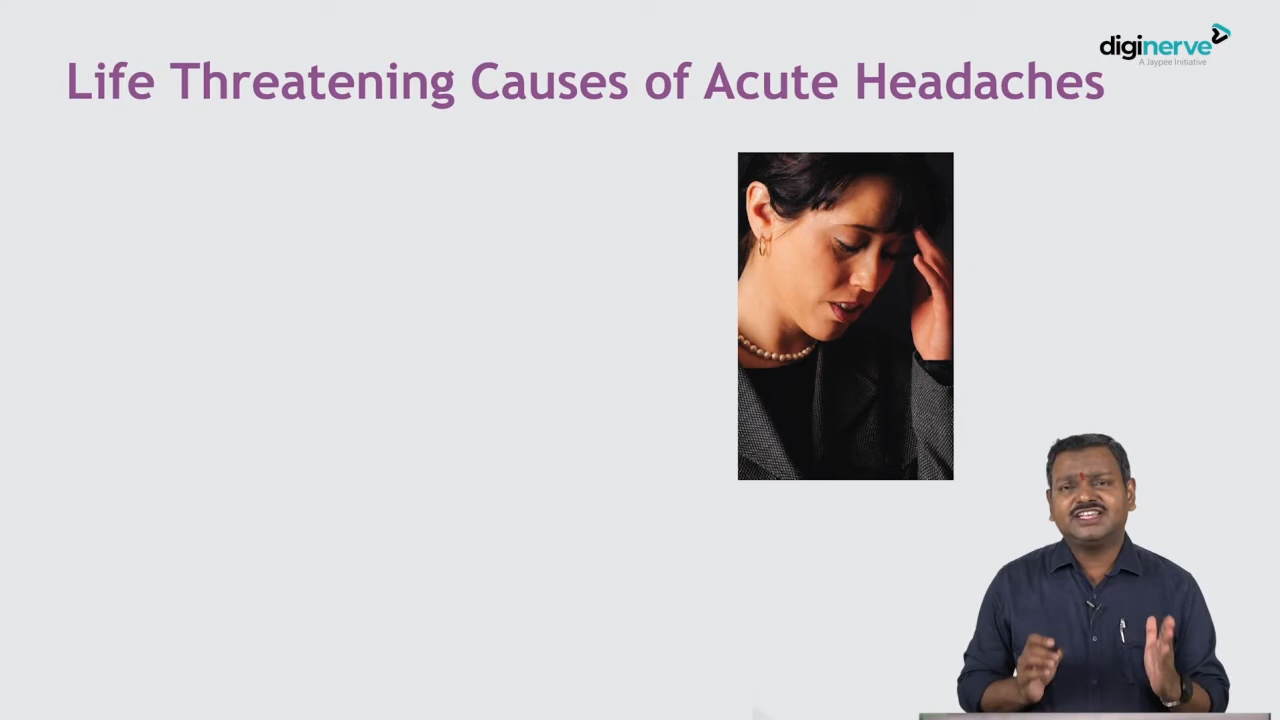 diginerve
A Jaypee Initiative
Life Threatening Causes of Acute Headaches